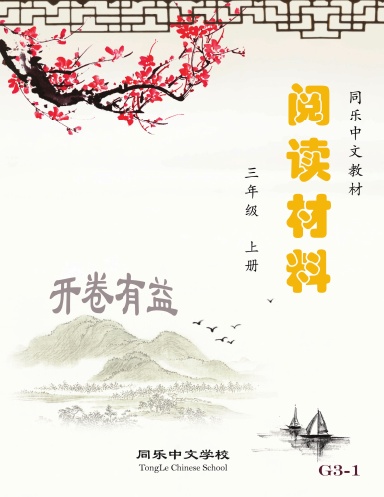 同乐中文教材
阅读材料
三年级 上册
开卷有益
同乐中文学校
TongLe Chinese School
G3-1